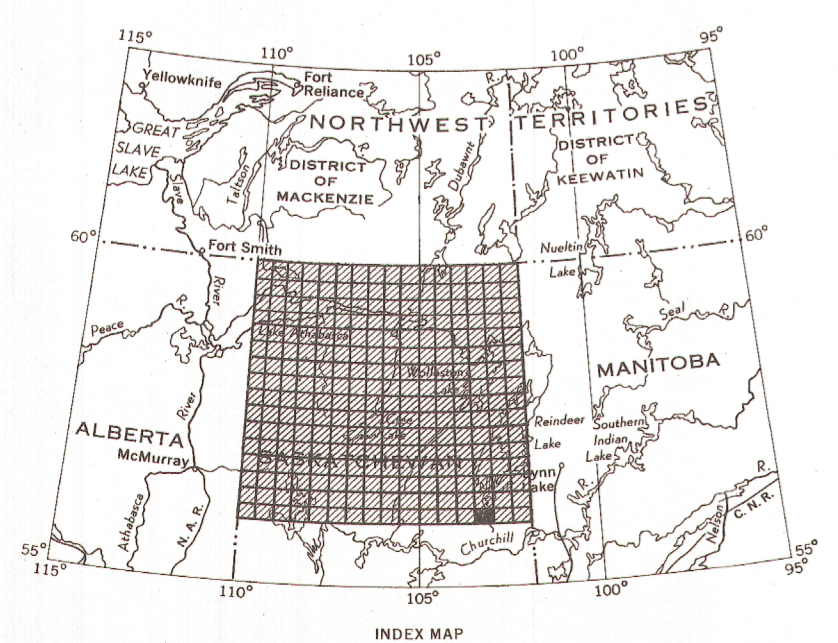 115°
110°
105°
100°
95°
Yellowknife
Fort
Reliance
R.
GREAT
SLAVE
LAKE
NORTHWEST TERRITORIES
DISTRICT
OF
MACKENZIE
DISTRICT
OF
KEEWATIN
Taltson
Dubawnt
Slave
60°
60°
Fort Smith
Nueltin
Lake
River
R.
Peace
Seal
Lake Athabasca
Wollaston
Lake
MANITOBA
ALBERTA
River
McMurray
Reindeer
Lake
Southern
Indian
Lake
SASKATCHEWAN
Lynn
Lake
R.
R.
Athabasca
N. A. R.
Churchill
Nelson
C. N. R.
55°
115°
110°
105°
100°
55°
95°
INDEX MAP